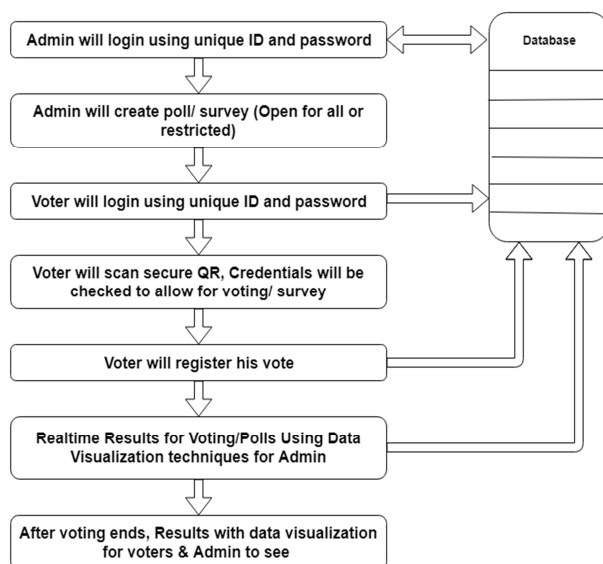 Admin will login using unique ID and password
Database
Admin will create poll/ survey (Open for all or
restricted)
Voter will login using unique ID and password
Voter will scan secure QR, Credentials will be
checked to allow for voting/ survey
Voter will register his vote
Realtime Results for Voting/Polls Using Data
Visualization techniques for Admin
After voting ends, Results with data visualization
for voters & Admin to see